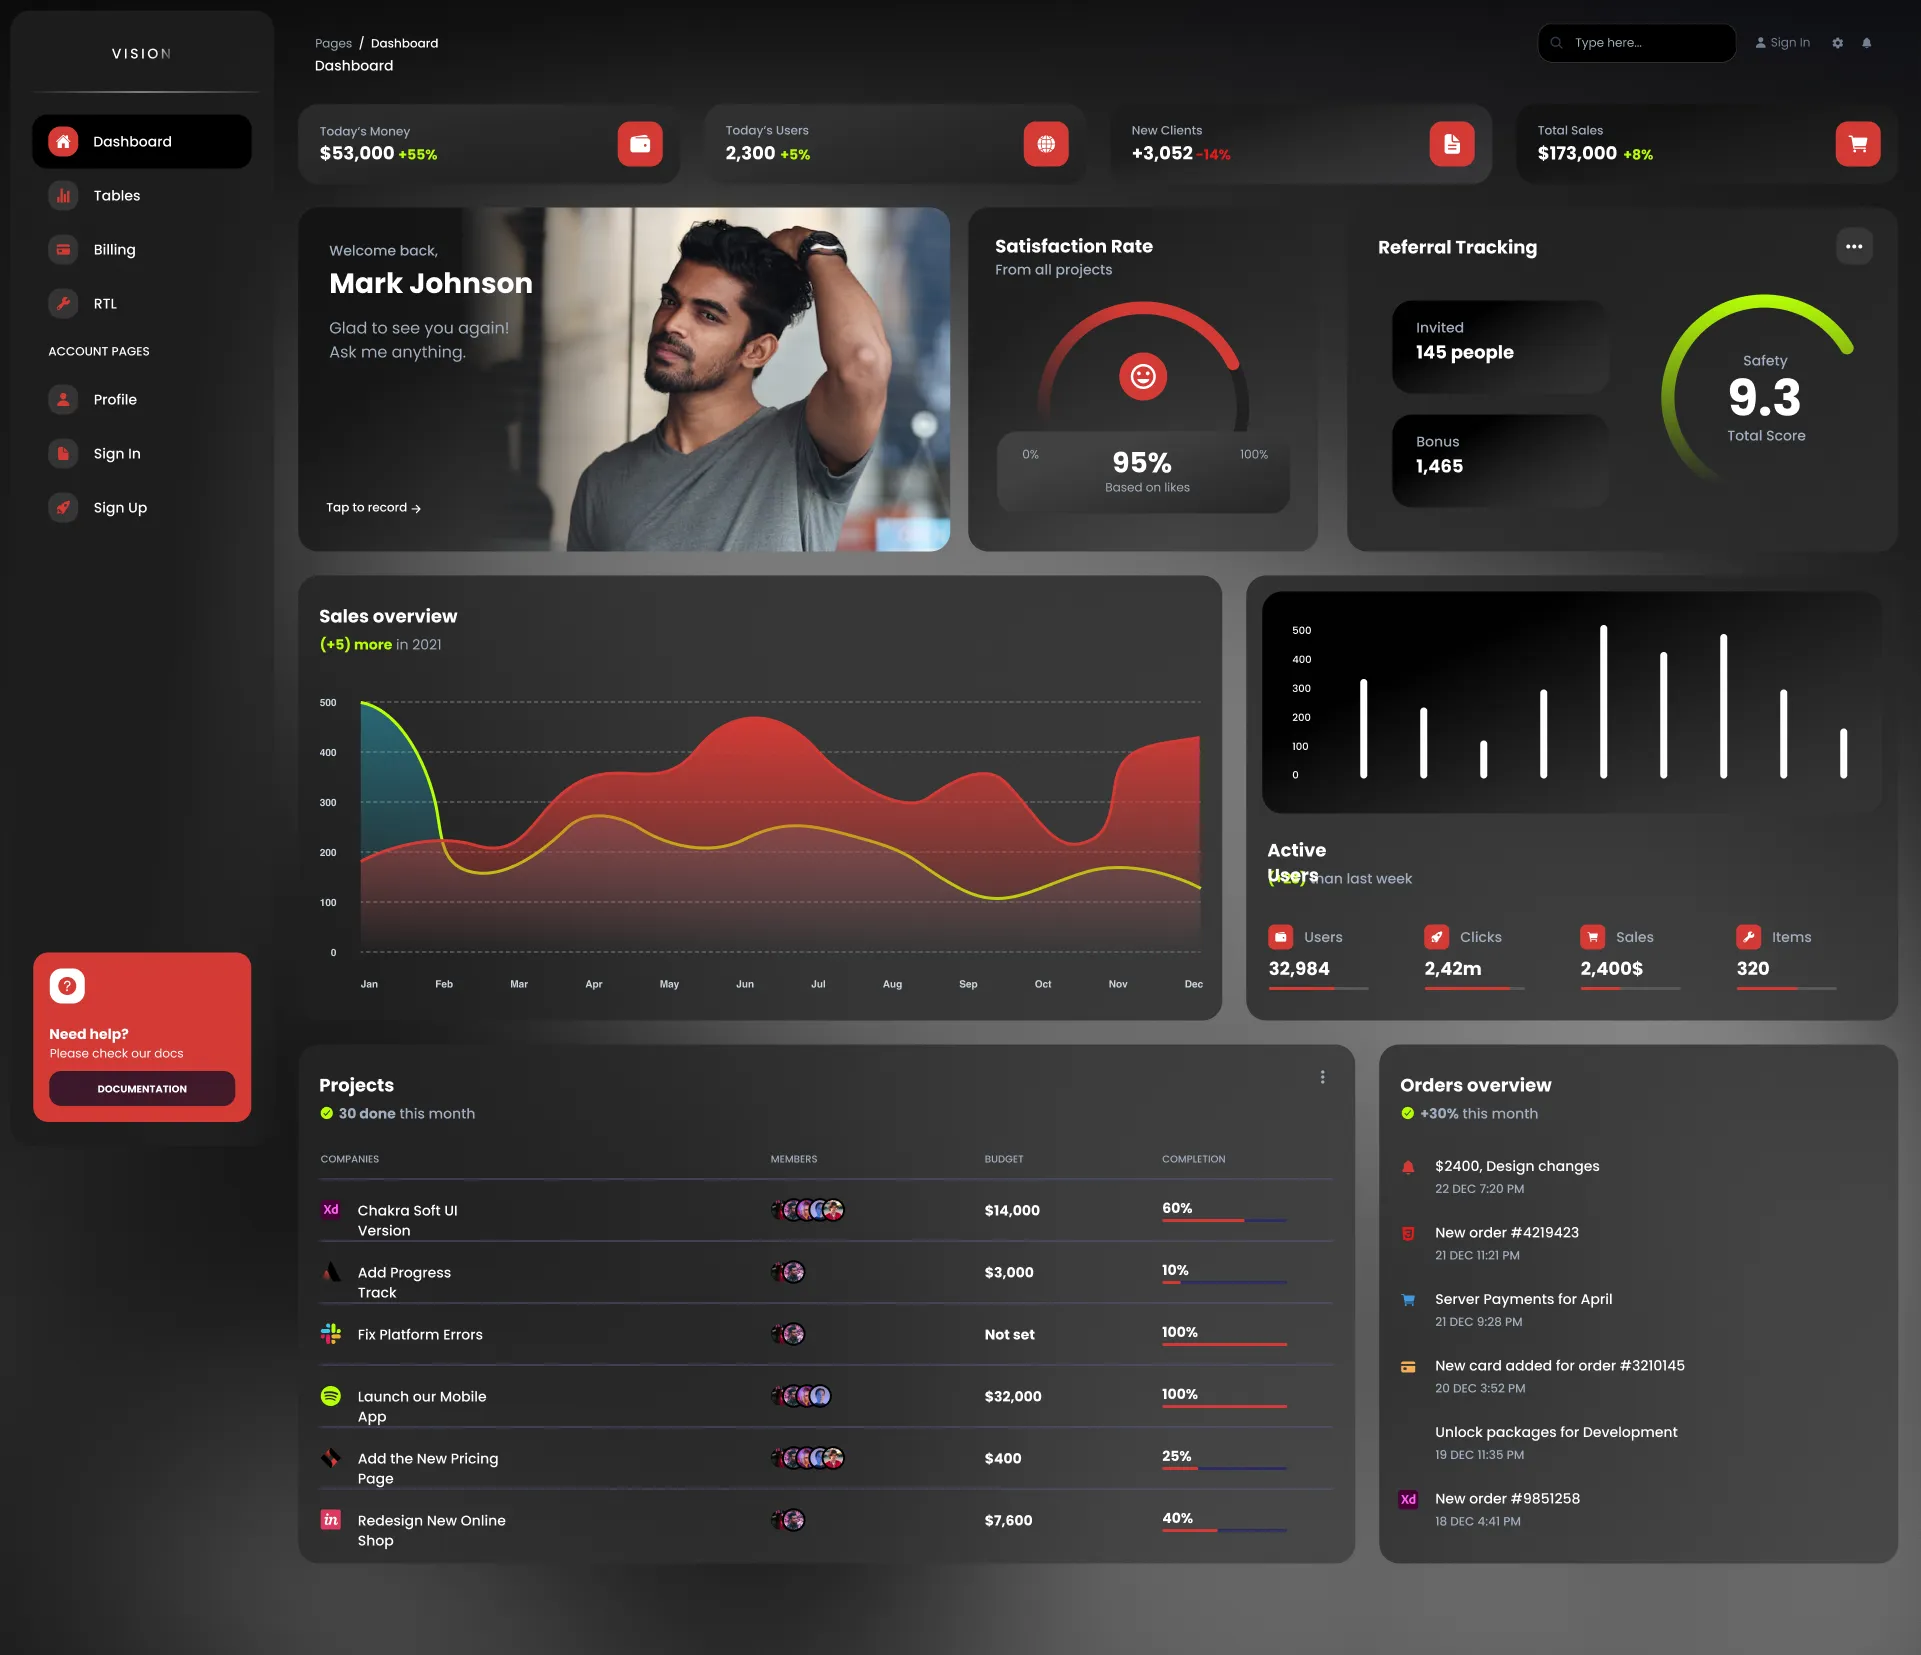 VISION
Dashboard
Tables
Billing
RTL
ACCOUNT PAGES
Profile
Sign In
Sign Up
Need help?
Please check our docs
DOCUMENTATION
Pages / Dashboard
Dashboard
Type here...
Sign In
Today's Money
$53,000 +55%
Today's Users
2,300 +5%
New Clients
+3,052 -14%
Total Sales
$173,000 +8%
Welcome back,
Mark Johnson
Glad to see you again!
Ask me anything.
Tap to record
Satisfaction Rate
From all projects
0%
95%
100%
Based on likes
Referral Tracking
Invited
145 people
Bonus
1,465
Safety
9.3
Total Score
Sales overview
(+5) more in 2021
500
400
300
200
100
0
Jan Feb Mar Apr May Jun Jul Aug Sep Oct Nov Dec
500
400
300
200
100
0
Active
Users
than last week
Users
32,984
Clicks
2,42m
Sales
2,400$
Items
320
Projects
30 done this month
COMPANIES MEMBERS BUDGET COMPLETION
Xd Chakra Soft UI
Version
$14,000
60%
Add Progress
Track
$3,000
10%
Fix Platform Errors
Not set
100%
Launch our Mobile
App
$32,000
100%
Add the New Pricing
Page
$400
25%
in Redesign New Online
Shop
$7,600
40%
Orders overview
+30% this month
$2400, Design changes
22 DEC 7:20 PM
New order #4219423
21 DEC 11:21 PM
Server Payments for April
21 DEC 9:28 PM
New card added for order #3210145
20 DEC 3:52 PM
Unlock packages for Development
19 DEC 11:35 PM
Xd New order #9851258
18 DEC 4:41 PM